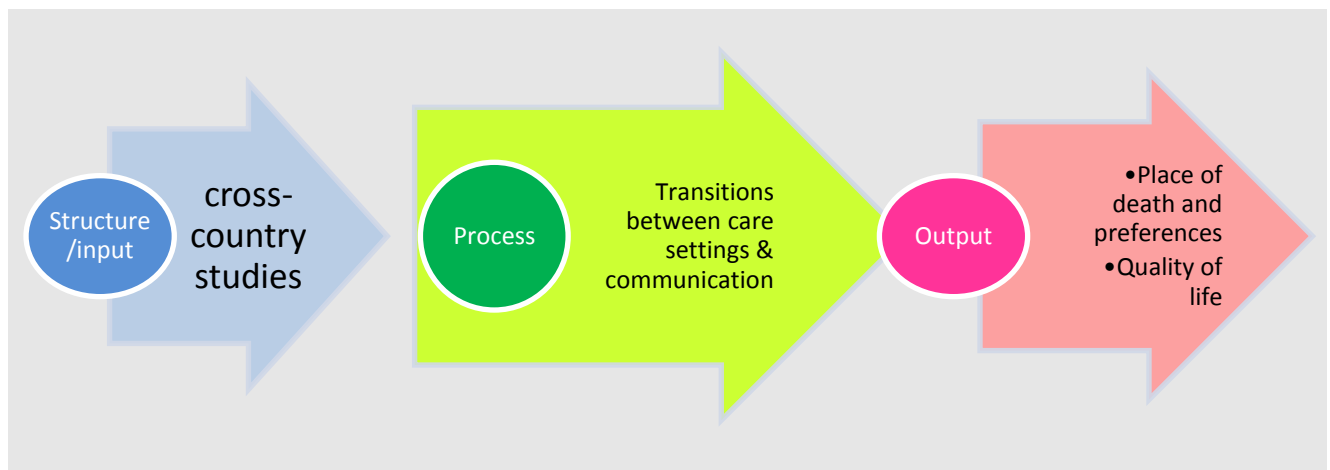 Structure
/input
cross-
country
studies
Process
Transitions
between care
settings &
communication
Output
•Place of
death and
preferences
•Quality of
life